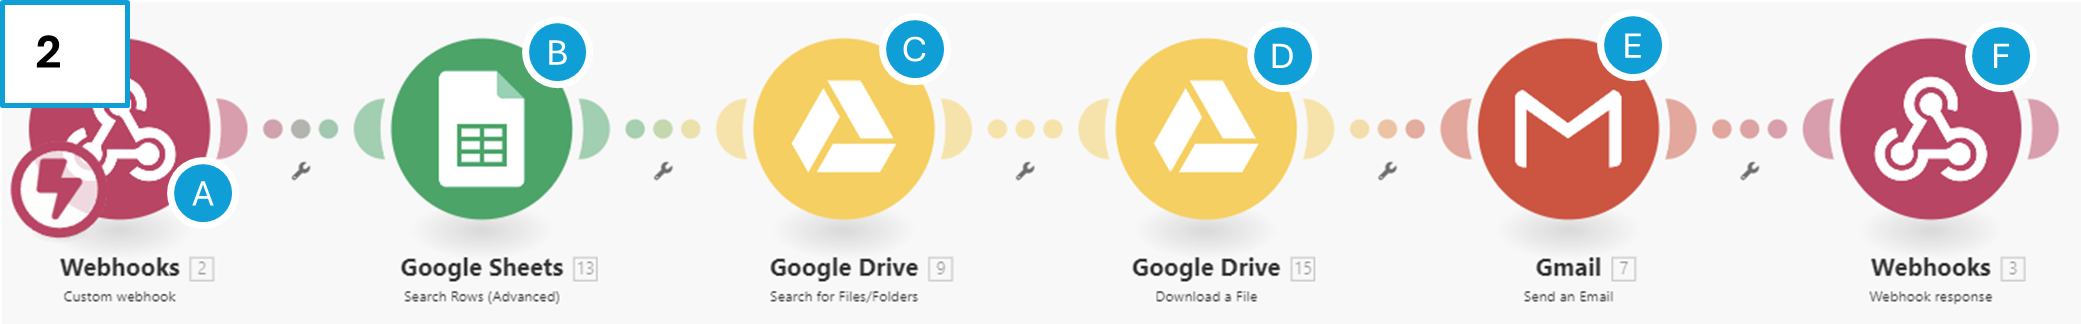 2
A
B
C
D
E
F
Webhooks 2
Custom webhook
Google Sheets 13
Search Rows (Advanced)
Google Drive 9
Search for Files/Folders
Google Drive 15
Download a File
Gmail 7
Send an Email
Webhooks 3
Webhook response